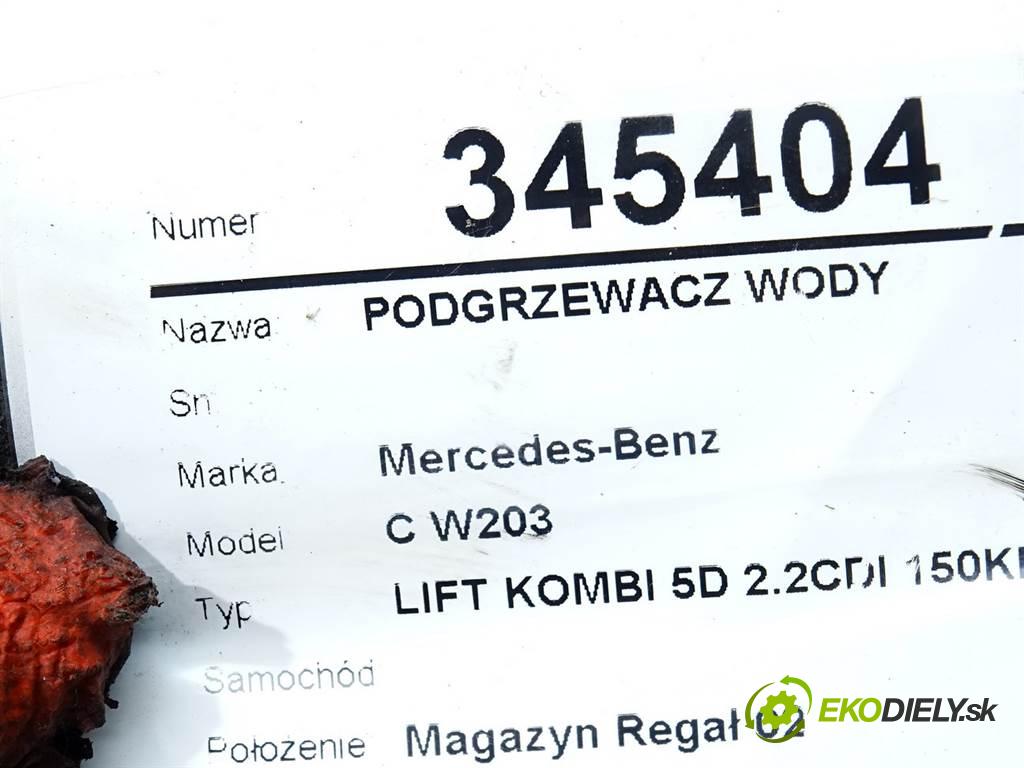 Numer 345404
Nazwa PODGRZEWACZ WODY
Sn
Marka Mercedes-Benz
Model C W203
Typ LIFT KOMBI 5D 2.2CDI 150K
Samochód
Położenie Magazyn Regał-02
EKODIELY.sk